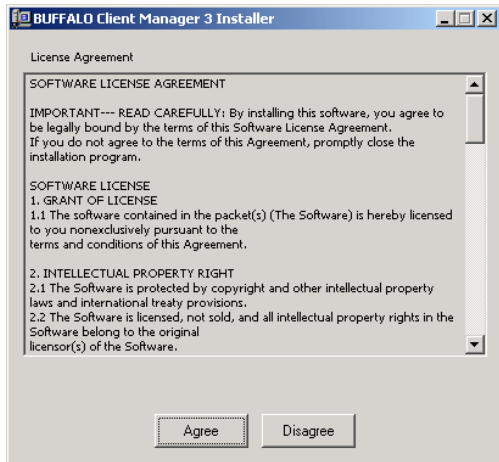 BUFFALO Client Manager 3 Installer
License Agreement
SOFTWARE LICENSE AGREEMENT
IMPORTANT--- READ CAREFULLY: By installing this software, you agree to
be legally bound by the terms of this Software License Agreement.
If you do not agree to the terms of this Agreement, promptly close the
installation program.
SOFTWARE LICENSE
1. GRANT OF LICENSE
1.1 The software contained in the packet(s) (The Software) is hereby licensed
to you nonexclusively pursuant to the
terms and conditions of this Agreement.
2. INTELLECTUAL PROPERTY RIGHT
2.1 The Software is protected by copyright and other intellectual property
laws and international treaty provisions.
2.2 The Software is licensed, not sold, and all intellectual property rights in the
Software belong to the original
licensor(s) of the Software.
Agree Disagree